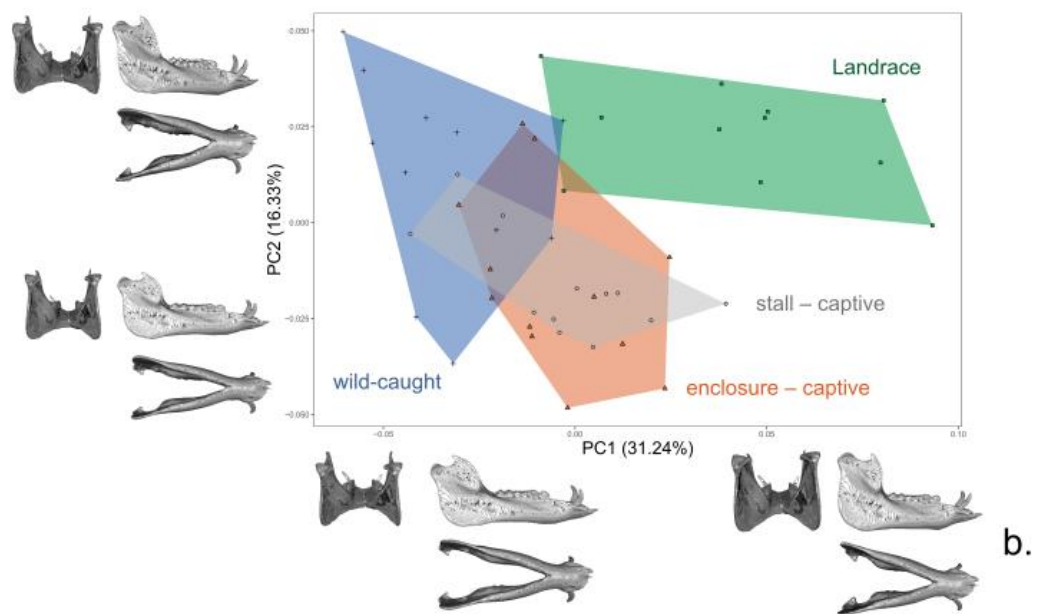 0.050
Landrace
0.025
PC2 (16.33%)
0.000
stall – captive
-0.025
wild-caught
enclosure – captive
-0.050
-0.05
0.00
0.05
0.10
PC1 (31.24%)
b.